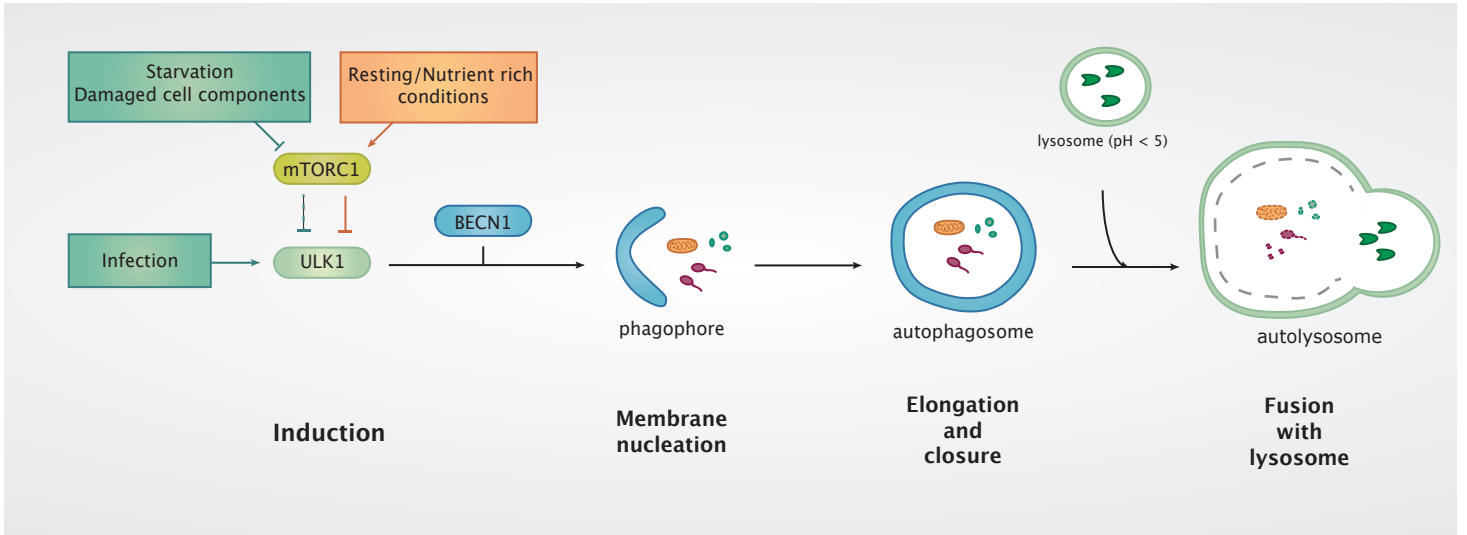 Starvation
Damaged cell components
Resting/Nutrient rich
conditions
mTORC1
Infection
ULK1
BECN1
phagophore
autophagosome
lysosome (pH < 5)
autolysosome
Induction
Membrane
nucleation
Elongation
and
closure
Fusion
with
lysosome